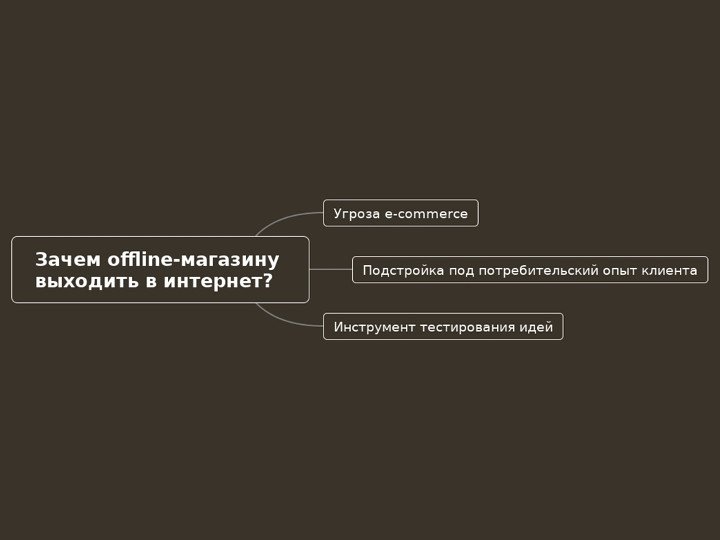 Угроза e-commerce
Зачем offline-магазину
выходить в интернет?
Подстройка под потребительский опыт клиента
Инструмент тестирования идей